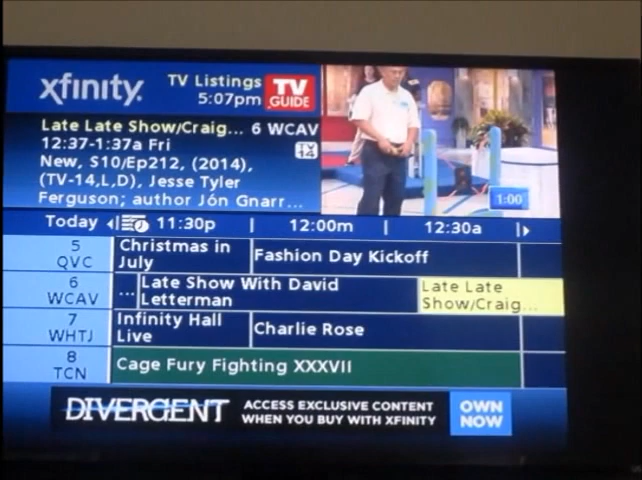 xfinity.
TV Listings
5:07pm
TV
GUIDE
Late Late Show/Craig... 6 WCAV
12:37-1:37a Fri
TV
14
New, S10/Ep212, (2014),
(TV-14,L,D), Jesse Tyler
Ferguson; author Jón Gnarr...
1:00
Today 11:30p 12:00m 12:30a
5
QVC
Christmas in
July
Fashion Day Kickoff
6
WCAV
...
Late Show With David
Letterman
Late Late
Show/Craig...
7
WHTJ
Infinity Hall
Live
Charlie Rose
8
TCN
Cage Fury Fighting XXXVII
DIVERGENT
ACCESS EXCLUSIVE CONTENT
WHEN YOU BUY WITH XFINITY
OWN
NOW